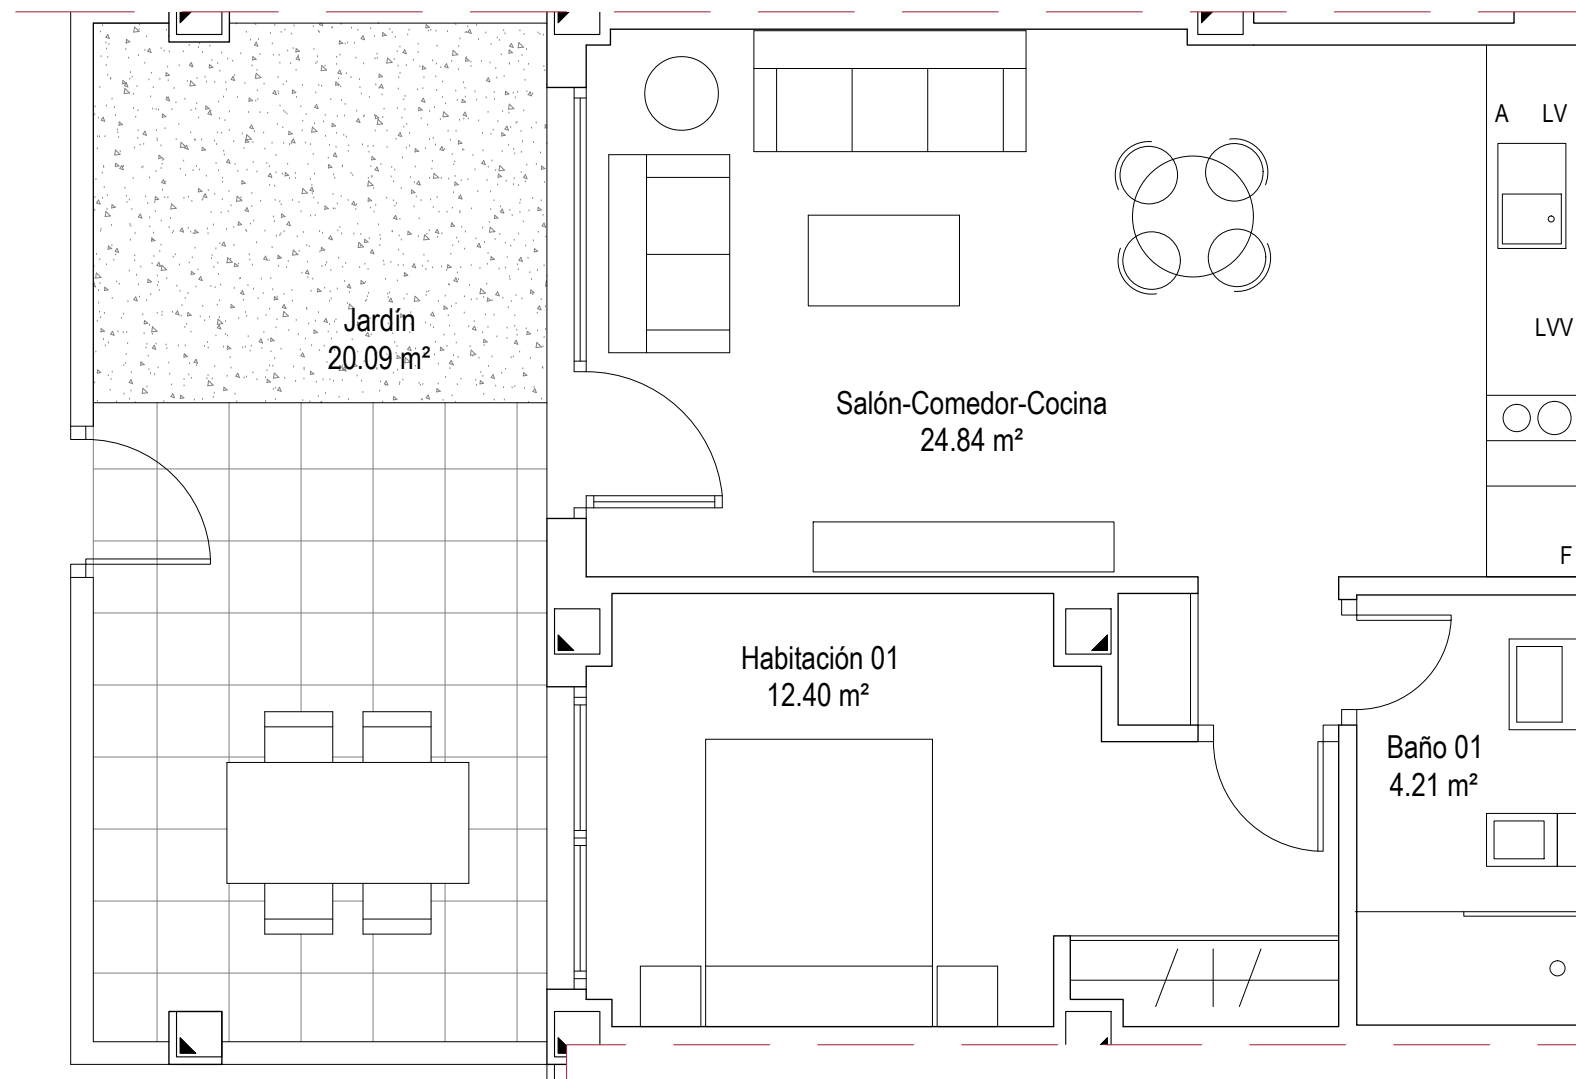 A LV
Jardín
20.09 m²
LVV
Salón-Comedor-Cocina
24.84 m²
F
Habitación 01
12.40 m²
Baño 01
4.21 m²